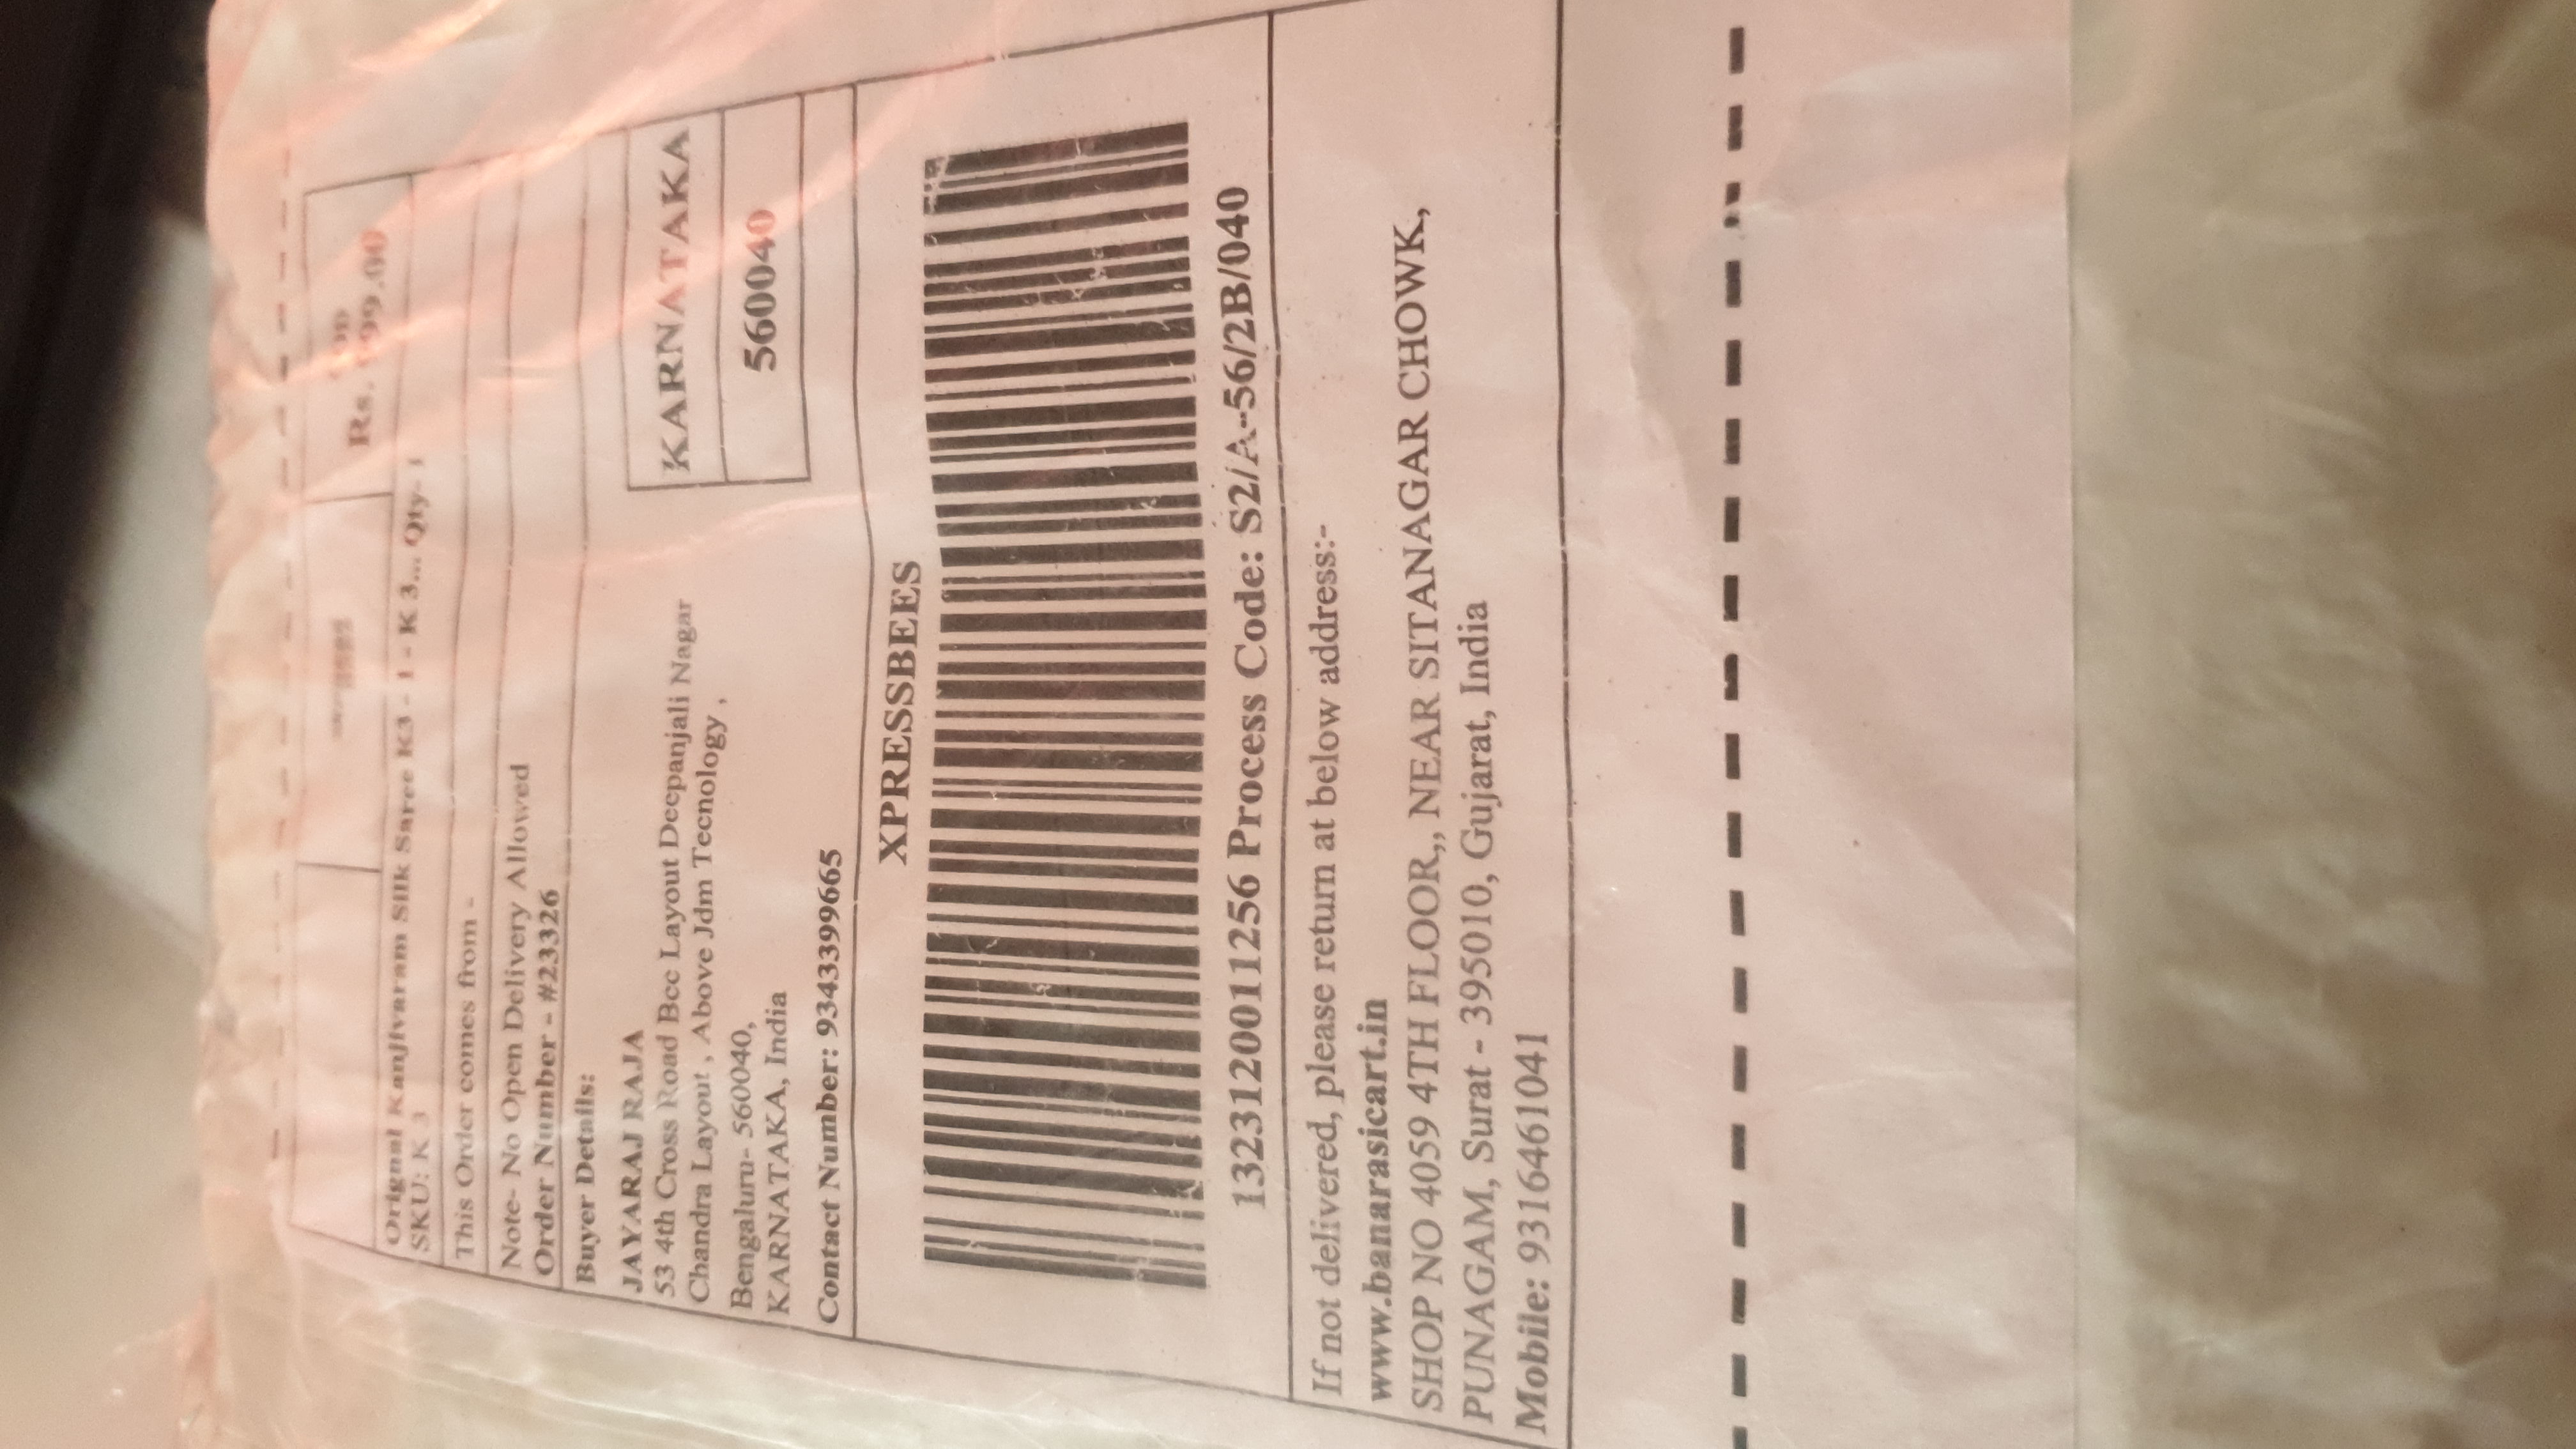 Rs.
Orignal Kanjivaram Silk Saree K3 - 1 - K 3... Qty- 1
SKU: K 3
This Order comes from -
Note- No Open Delivery Allowed
Order Number - #23326
Buyer Details:
JAYARAJ RAJA
53 4th Cross Road Bcc Layout Deepanjali Nagar
Chandra Layout , Above Jdm Tecnology ,
Bengaluru- 560040,
KARNATAKA, India
KARNATAKA
560040
Contact Number: 9343399665
XPRESSBEES
1323120011256 Process Code: S2/A-56/2B/040
If not delivered, please return at below address:-
www.banarasicart.in
SHOP NO 4059 4TH FLOOR,, NEAR SITANAGAR CHOWK,
PUNAGAM, Surat - 395010, Gujarat, India
Mobile: 9316461041